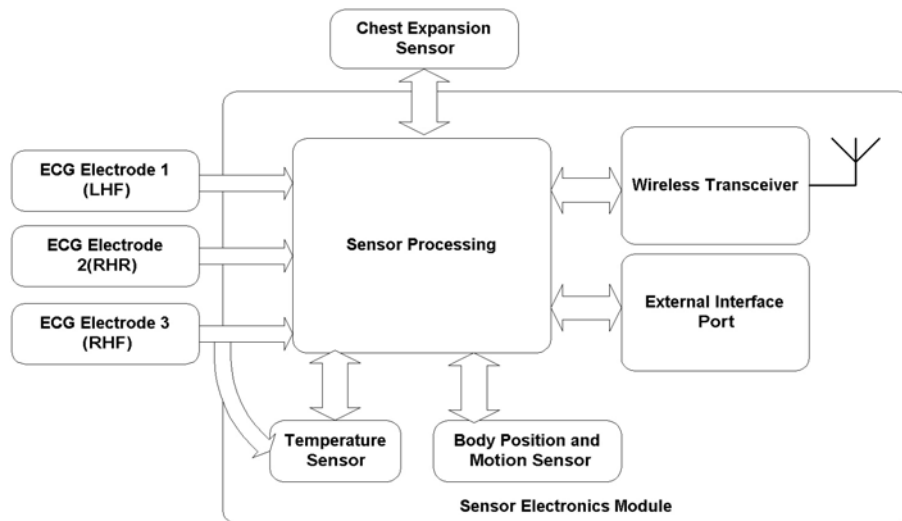 Chest Expansion
Sensor
ECG Electrode 1
(LHF)
ECG Electrode
2(RHR)
ECG Electrode 3
(RHF)
Sensor Processing
Wireless Transceiver
External Interface
Port
Temperature
Sensor
Body Position and
Motion Sensor
Sensor Electronics Module